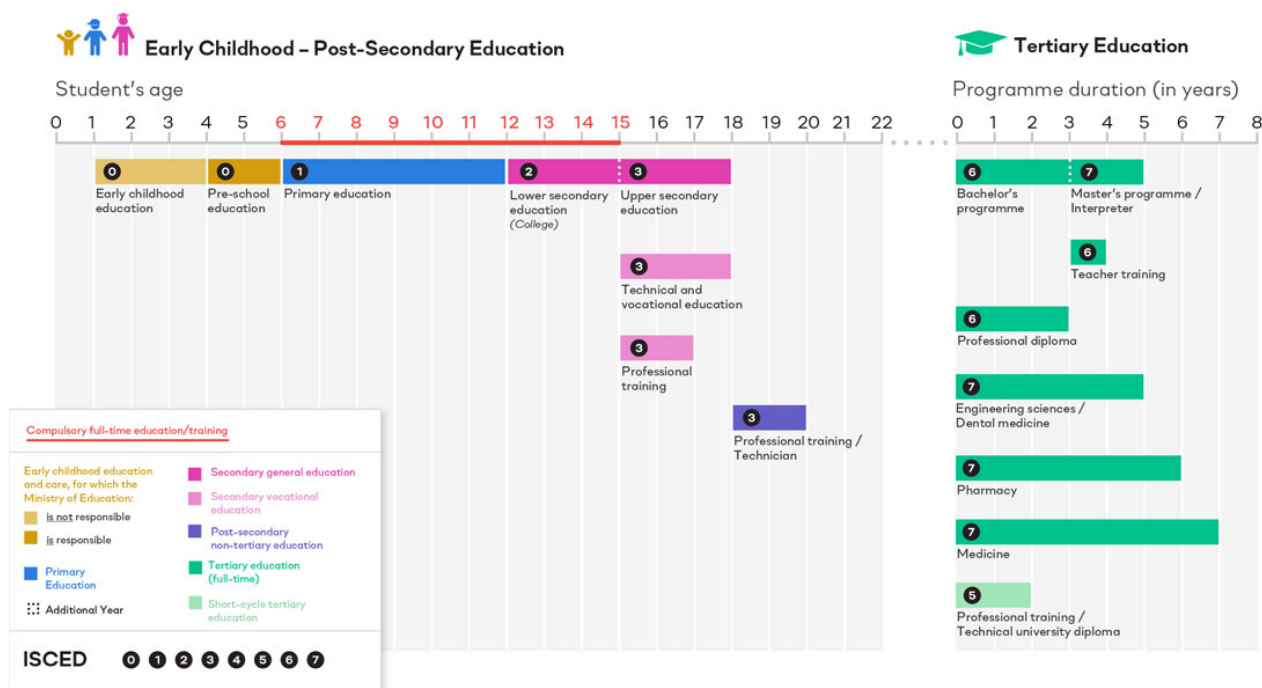 Early Childhood – Post-Secondary Education
Student's age
0 1 2 3 4 5 6 7 8 9 10 11 12 13 14 15 16 17 18 19 20 21 22
0
Early childhood
education
0
Pre-school
education
1
Primary education
2
Lower secondary
education
(College)
3
Upper secondary
education
3
Technical and
vocational education
3
Professional
training
3
Professional training /
Technician
Tertiary Education
Programme duration (in years)
0 1 2 3 4 5 6 7 8
6
Bachelor's
programme
7
Master's programme /
Interpreter
6
Teacher training
6
Professional diploma
7
Engineering sciences /
Dental medicine
7
Pharmacy
7
Medicine
5
Professional training /
Technical university diploma
Compulsory full-time education/training
Early childhood education
and care, for which the
Ministry of Education:
is not responsible
is responsible
Primary
Education
Additional Year
Secondary general education
Secondary vocational
education
Post-secondary
non-tertiary education
Tertiary education
(full-time)
Short-cycle tertiary
education
ISCED 0 1 2 3 4 5 6 7